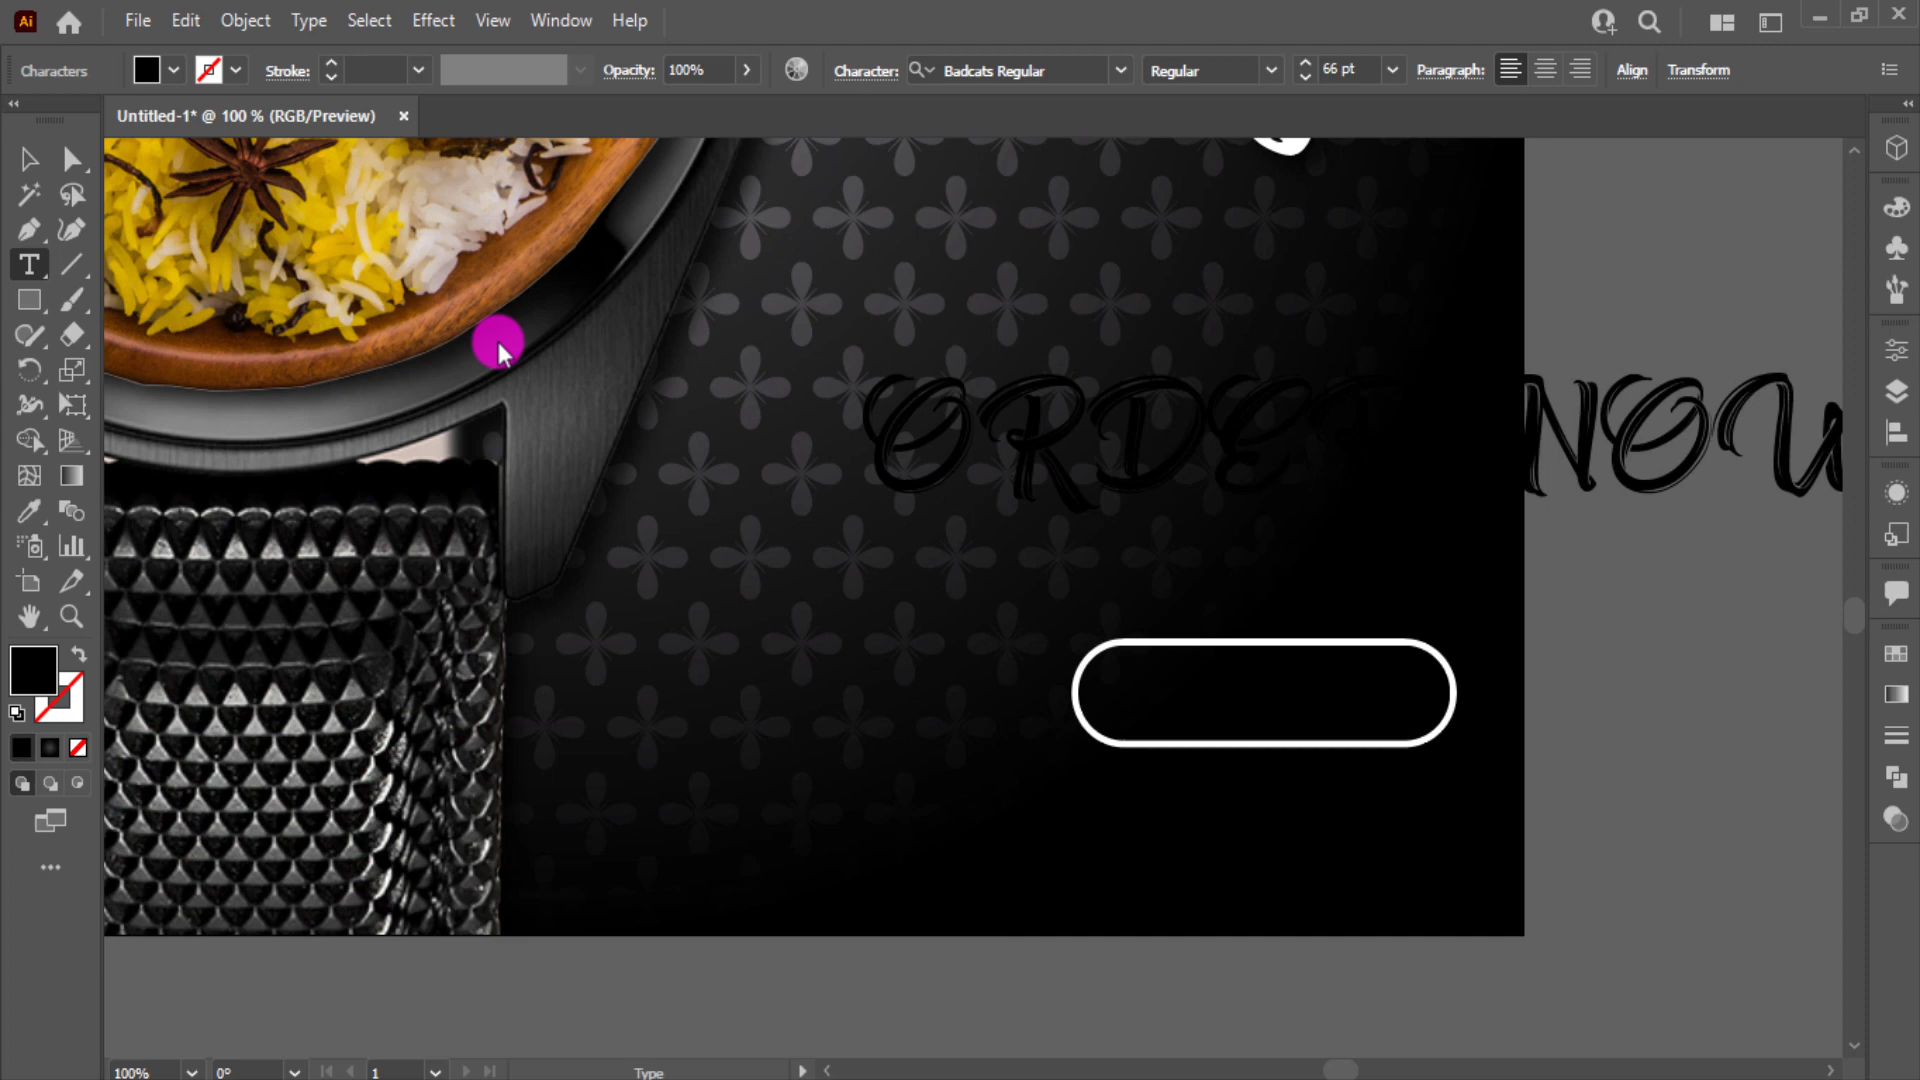 Ai File Edit Object Type Select Effect View Window Help
Characters Stroke: Opacity: 100% Character: Badcats Regular Regular 66 pt Paragraph: Align Transform
Untitled-1* @ 100 % (RGB/Preview) ×
T
ORDER NOW
100% 0° 1 Type